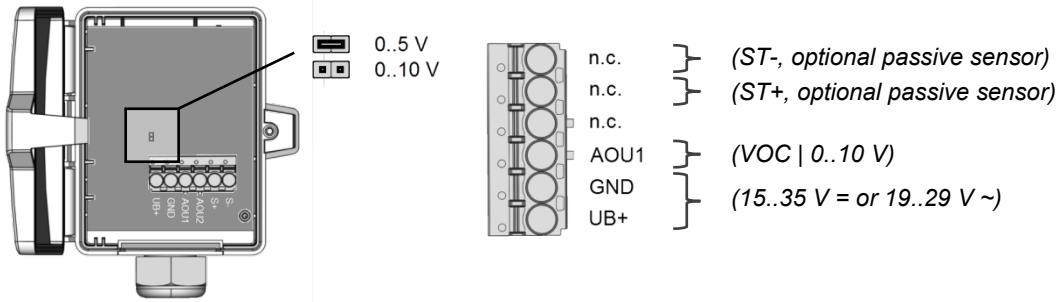 0..5 V
0..10 V
UB+
GND
AOU1
AOU2
S+
S-
n.c. (ST-, optional passive sensor)
n.c. (ST+, optional passive sensor)
n.c.
AOU1 (VOC | 0..10 V)
GND
(15..35 V = or 19..29 V ~)
UB+